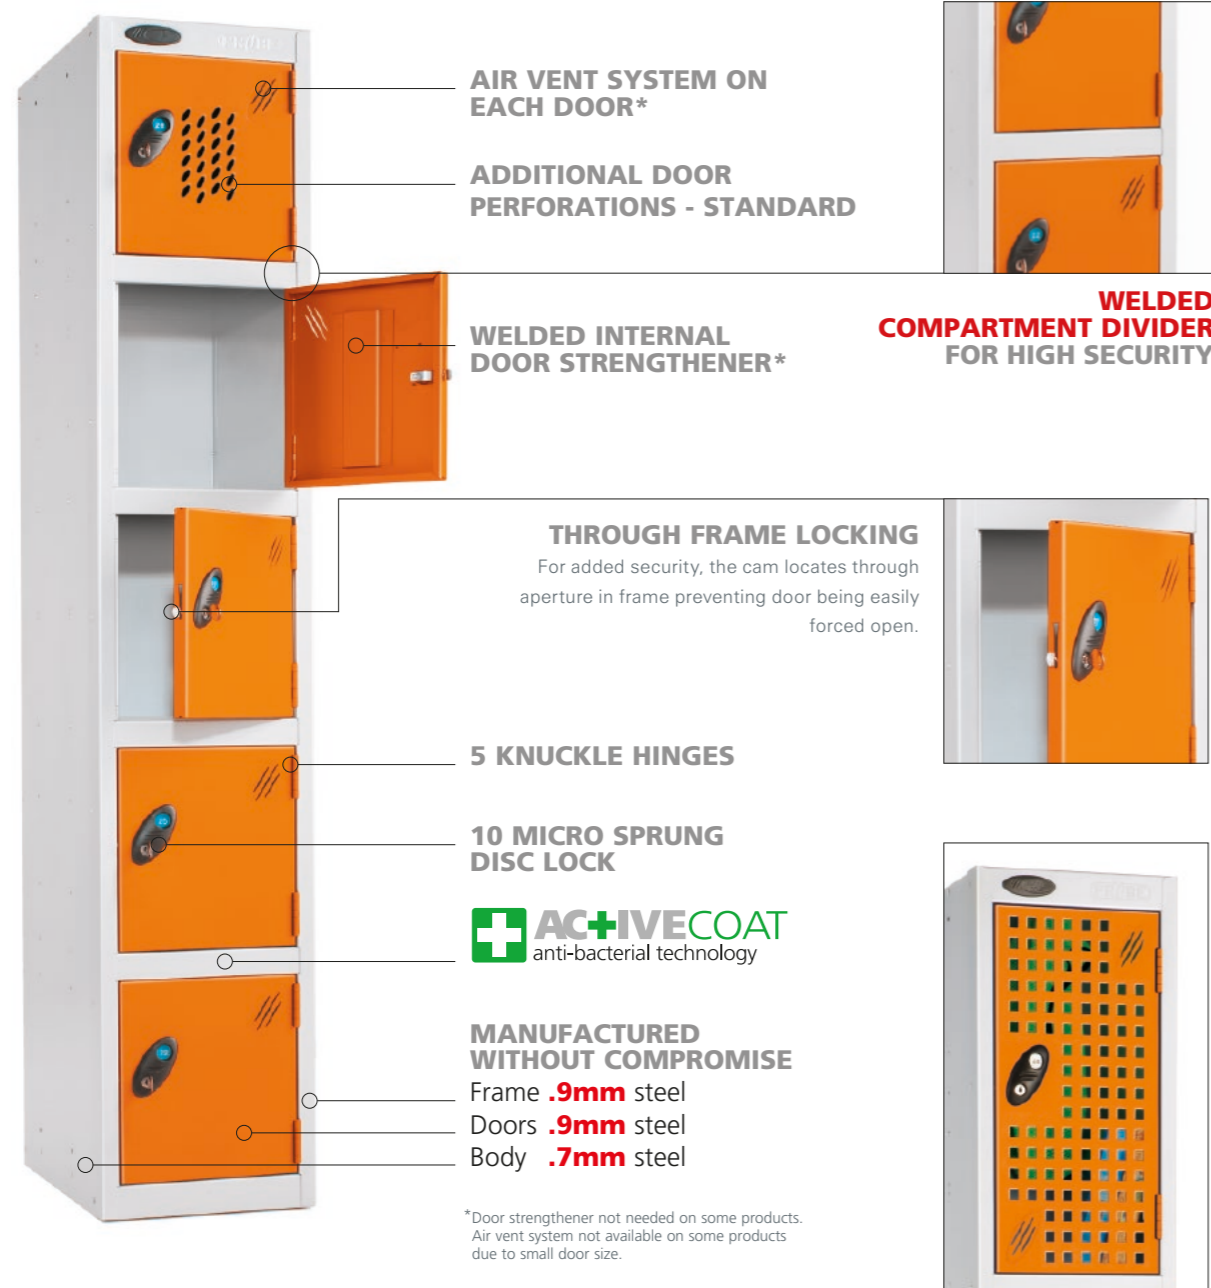 AIR VENT SYSTEM ON
EACH DOOR*
ADDITIONAL DOOR
PERFORATIONS - STANDARD
WELDED INTERNAL
DOOR STRENGTHENER*
WELDED
COMPARTMENT DIVIDER
FOR HIGH SECURITY
THROUGH FRAME LOCKING
For added security, the cam locates through
aperture in frame preventing door being easily
forced open.
5 KNUCKLE HINGES
10 MICRO SPRUNG
DISC LOCK
ACTIVECOAT
anti-bacterial technology
MANUFACTURED
WITHOUT COMPROMISE
Frame .9mm steel
Doors .9mm steel
Body .7mm steel
*Door strengthener not needed on some products.
Air vent system not available on some products
due to small door size.